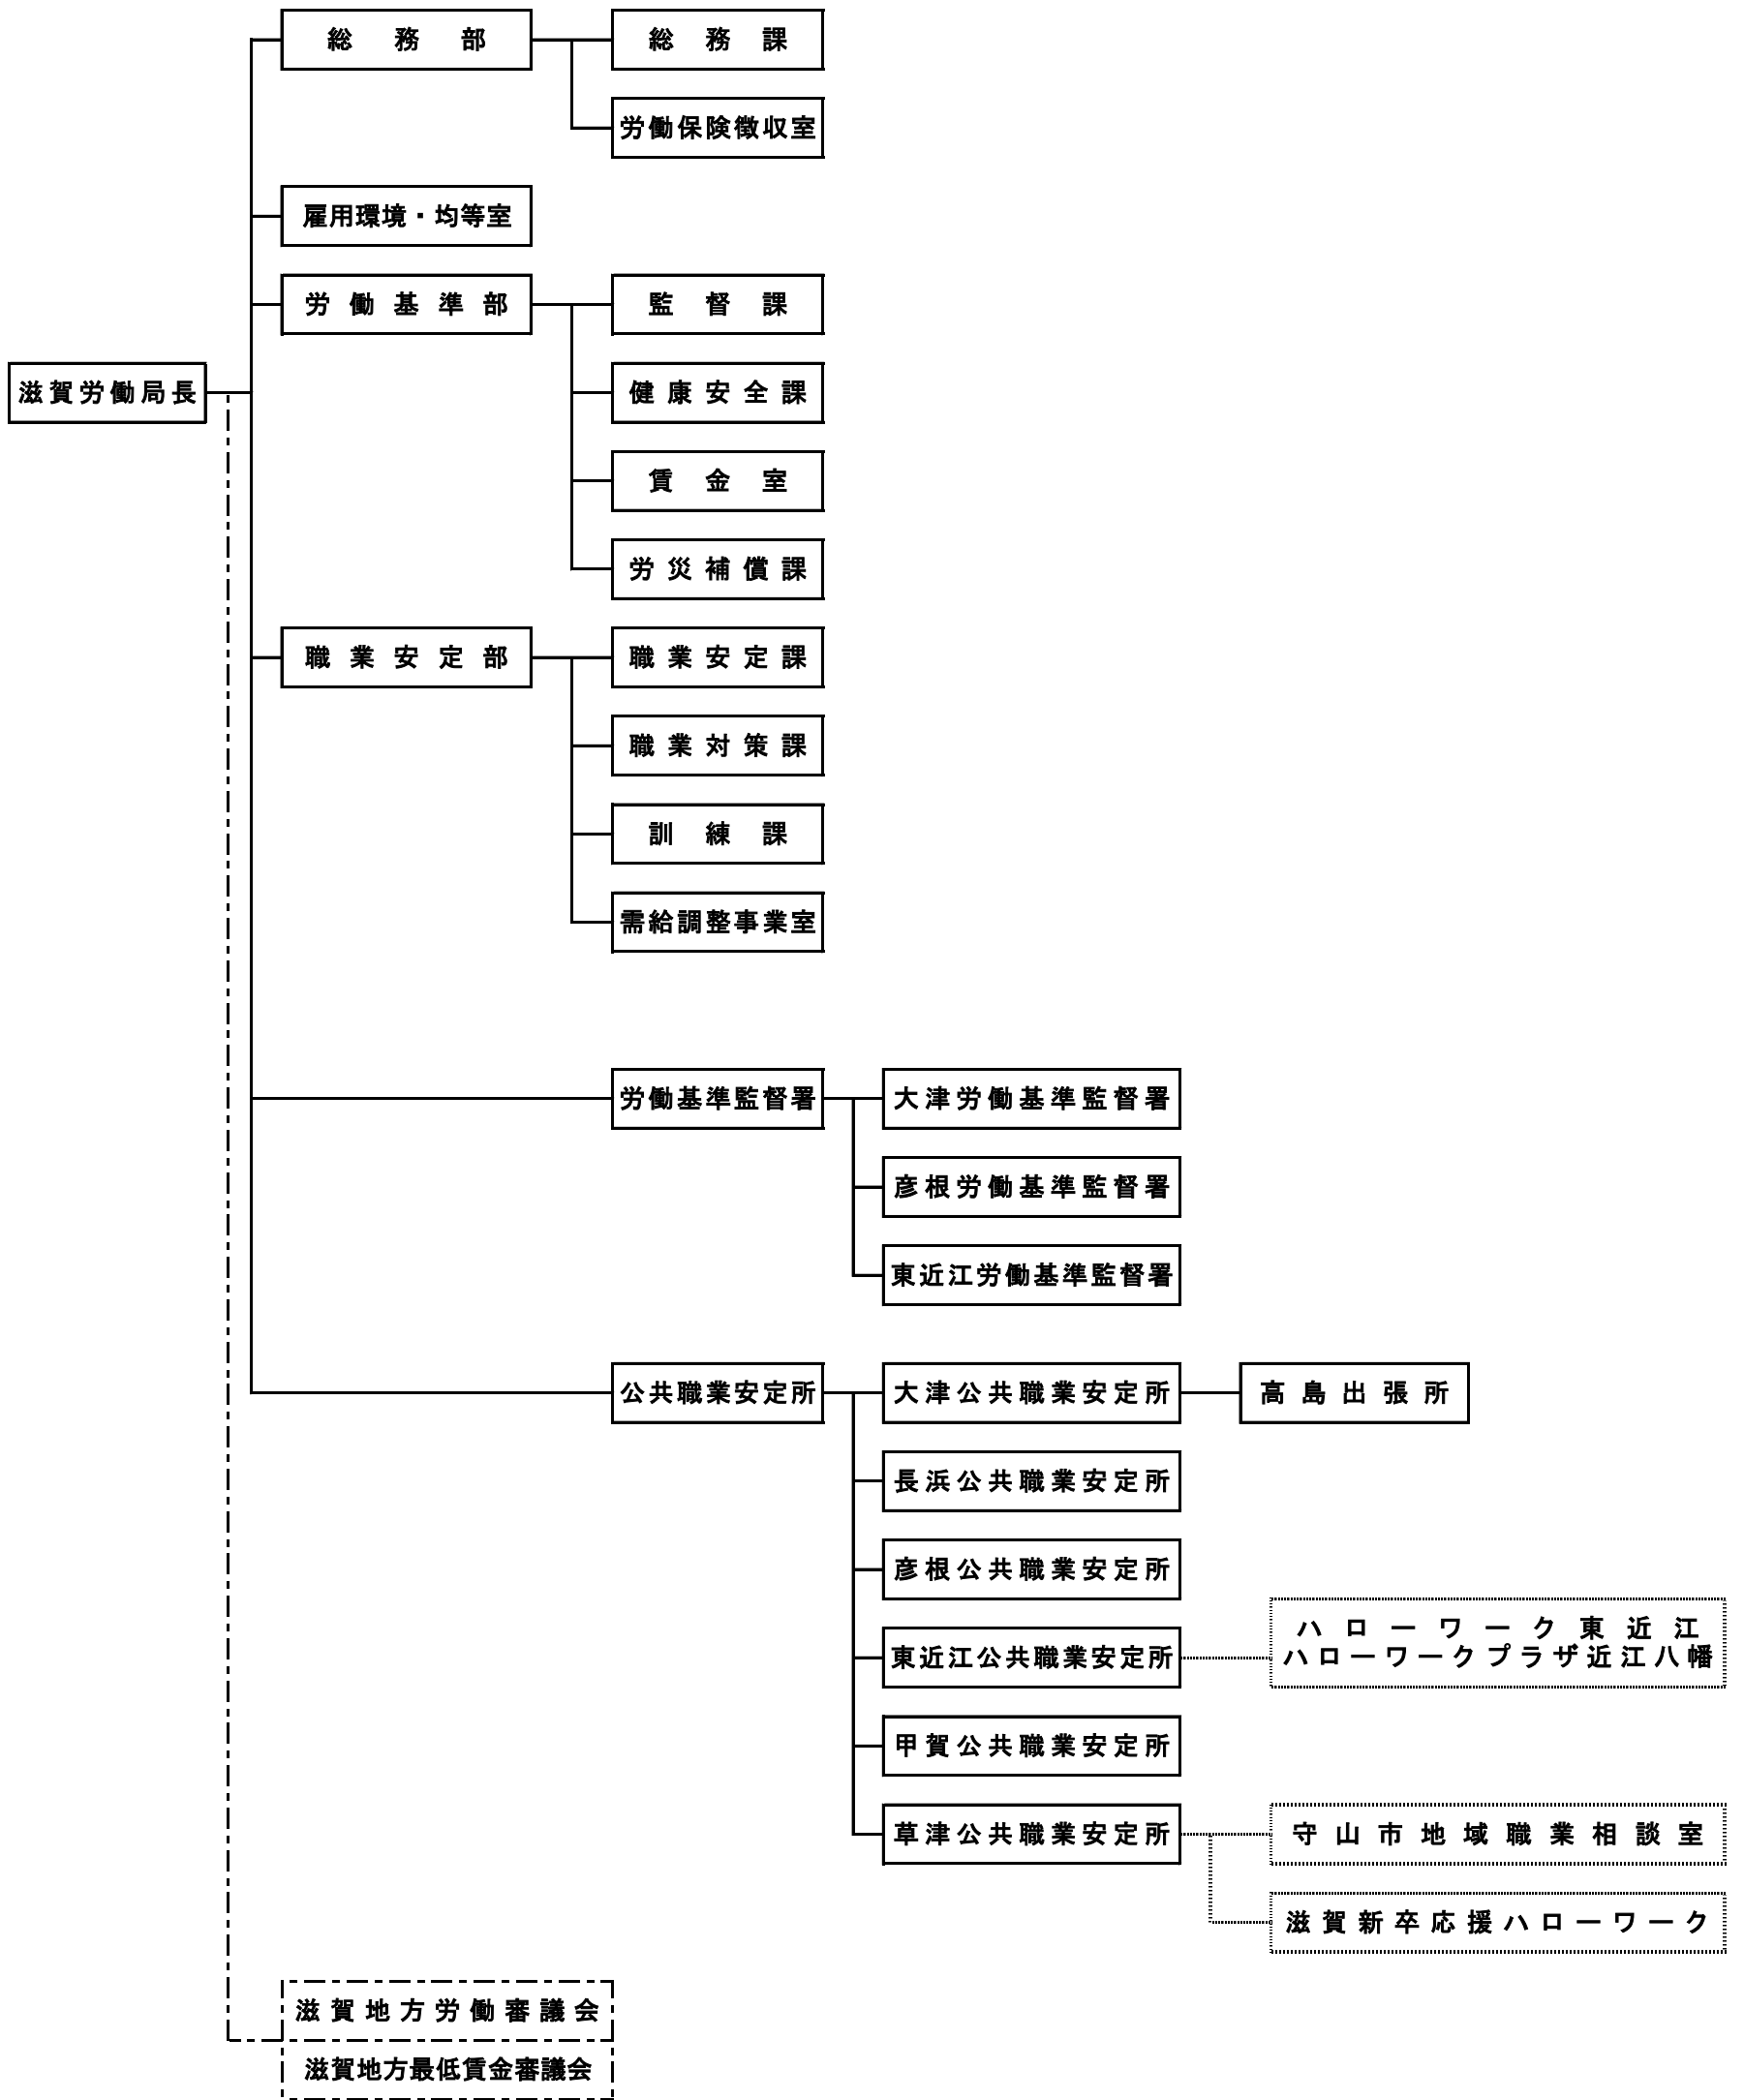 総務部
総務課
労働保険徴収室
雇用環境・均等室
労働基準部
監督課
滋賀労働局長
健康安全課
賃金室
労災補償課
職業安定部
職業安定課
職業対策課
訓練課
需給調整事業室
労働基準監督署
大津労働基準監督署
彦根労働基準監督署
東近江労働基準監督署
公共職業安定所
大津公共職業安定所
高島出張所
長浜公共職業安定所
彦根公共職業安定所
東近江公共職業安定所
ハローワーク東近江
ハローワークプラザ近江八幡
甲賀公共職業安定所
草津公共職業安定所
守山市地域職業相談室
滋賀新卒応援ハローワーク
滋賀地方労働審議会
滋賀地方最低賃金審議会